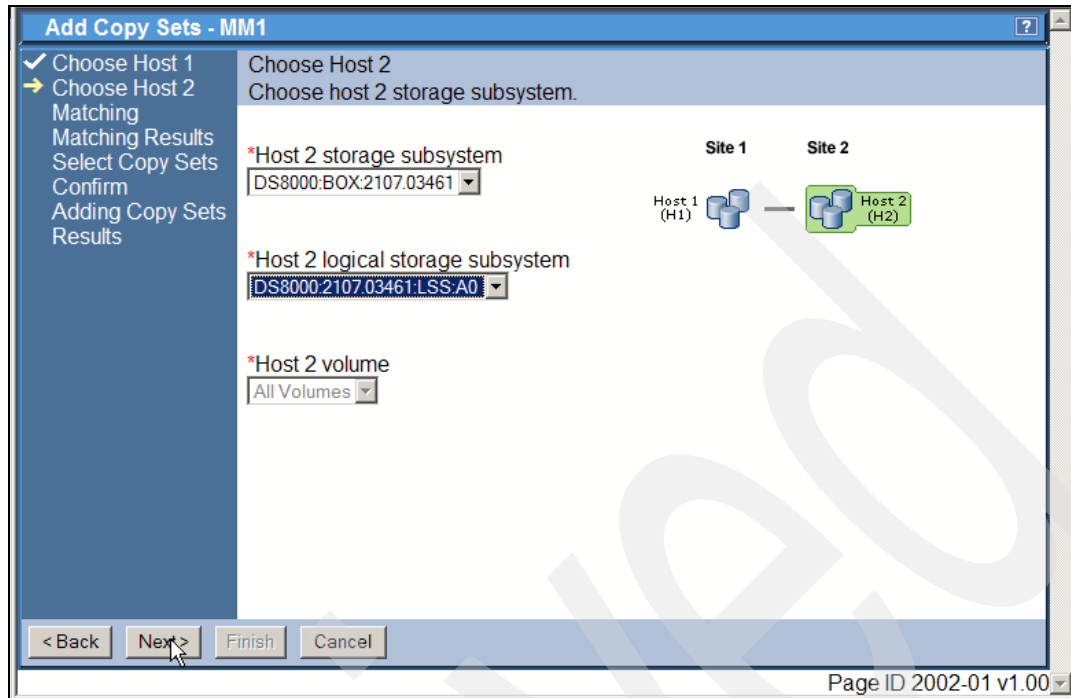 Add Copy Sets - MM1
?
Choose Host 1
Choose Host 2
Matching
Matching Results
Select Copy Sets
Confirm
Adding Copy Sets
Results
Choose Host 2
Choose host 2 storage subsystem.
*Host 2 storage subsystem
DS8000:BOX:2107.03461
*Host 2 logical storage subsystem
DS8000:2107.03461:LSS:A0
*Host 2 volume
All Volumes
Site 1 Site 2
Host 1
(H1)
Host 2
(H2)
< Back Next > Finish Cancel
Page ID 2002-01 v1.00